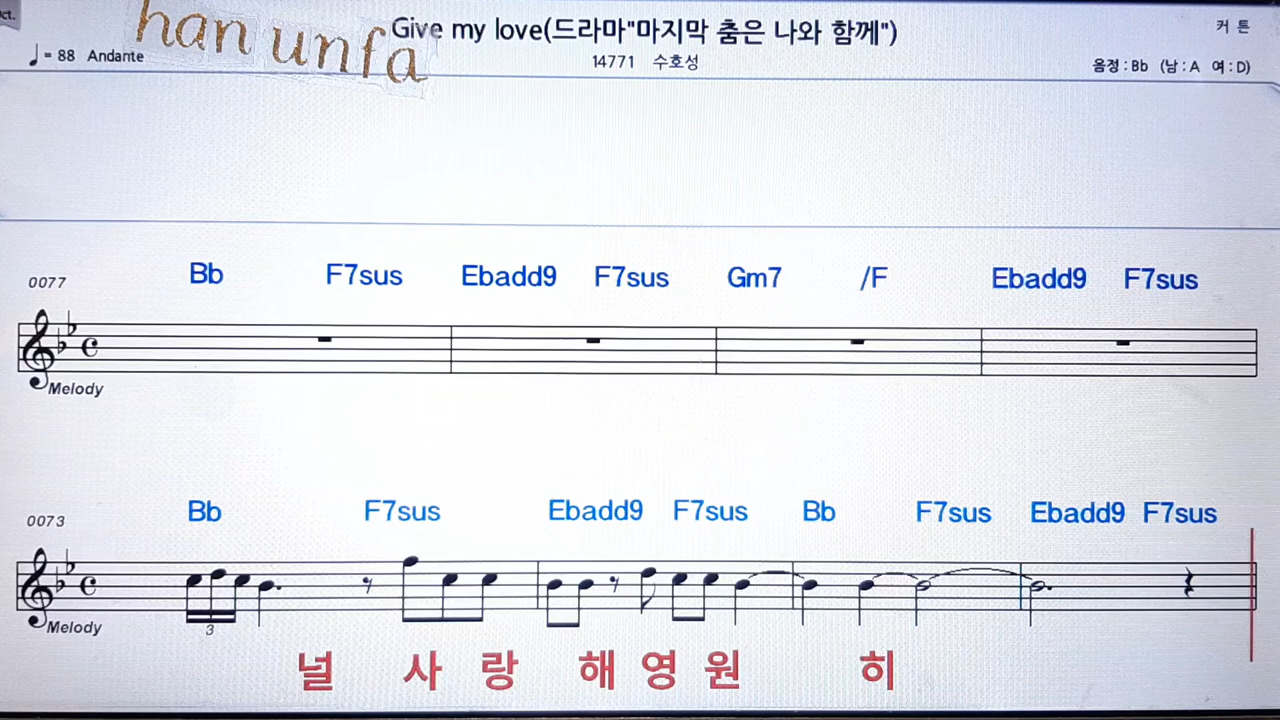 ct.
han unfa
Give my love(드라마"마지막 춤은 나와 함께")
커 튼
♩= 88 Andante
14771 수호성
음정 : Bb (남 : A 여 : D)
0077 Bb F7sus Ebadd9 F7sus Gm7 /F Ebadd9 F7sus
Melody
0073 Bb F7sus Ebadd9 F7sus Bb F7sus Ebadd9 F7sus
Melody
3
널 사 랑 해 영 원 히